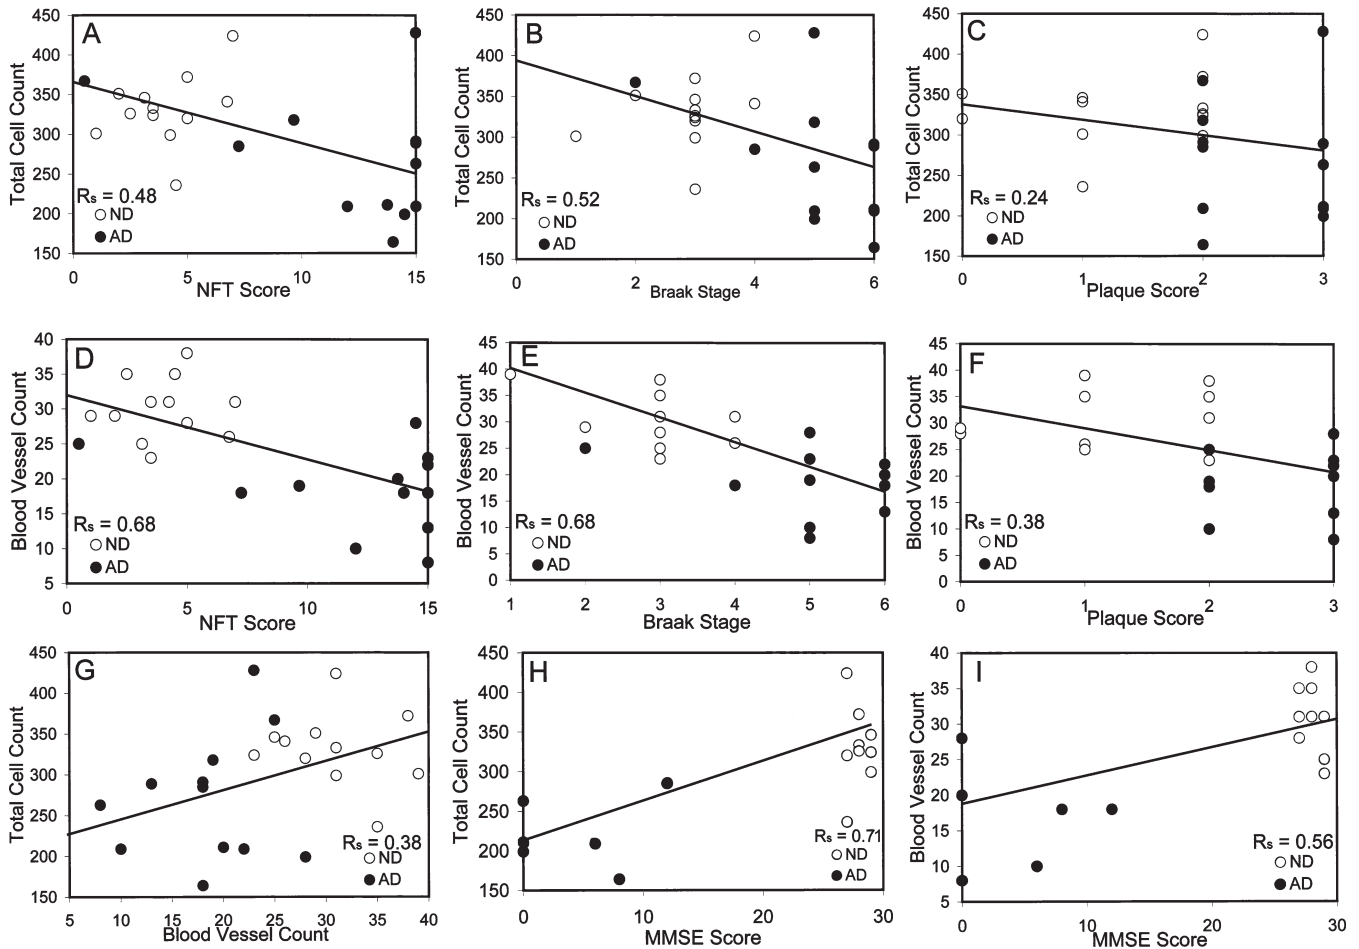 A
Total Cell Count
450
400
350
300
250
200
150
Rs = 0.48
ND
AD
0 5 10 15
NFT Score
B
Total Cell Count
450
400
350
300
250
200
150
Rs = 0.52
ND
AD
0 2 4 6
Braak Stage
C
Total Cell Count
450
400
350
300
250
200
150
Rs = 0.24
ND
AD
0 1 2 3
Plaque Score
D
Blood Vessel Count
40
35
30
25
20
15
10
5
Rs = 0.68
ND
AD
0 5 10 15
NFT Score
E
Blood Vessel Count
45
40
35
30
25
20
15
10
5
0
Rs = 0.68
ND
AD
1 2 3 4 5 6
Braak Stage
F
Blood Vessel Count
45
40
35
30
25
20
15
10
5
0
Rs = 0.38
ND
AD
0 1 2 3
Plaque Score
G
Total Cell Count
450
400
350
300
250
200
150
Rs = 0.38
ND
AD
5 10 15 20 25 30 35 40
Blood Vessel Count
H
Total Cell Count
450
400
350
300
250
200
150
Rs = 0.71
ND
AD
0 10 20 30
MMSE Score
I
Blood Vessel Count
40
35
30
25
20
15
10
5
Rs = 0.56
ND
AD
0 10 20 30
MMSE Score